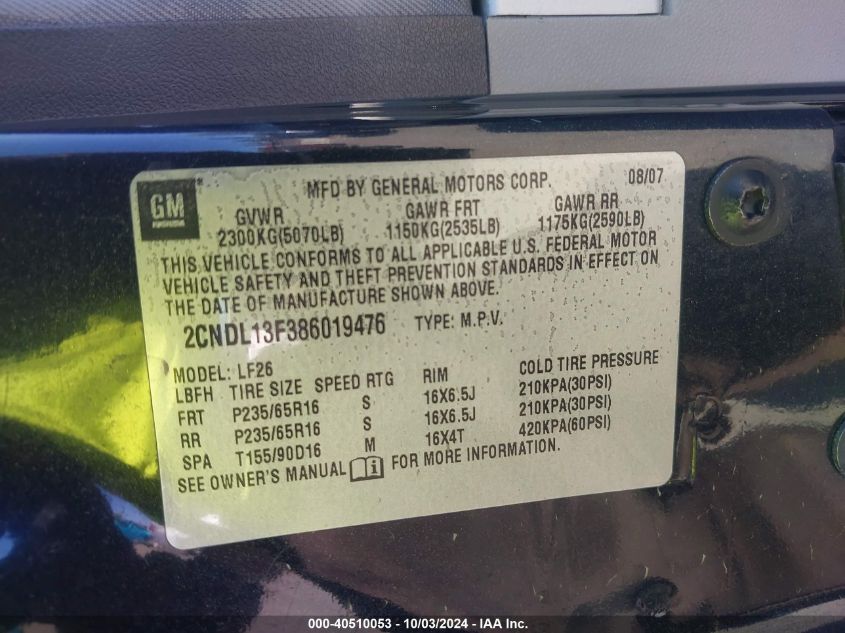 GM
MFD BY GENERAL MOTORS CORP. 08/07
GVWR GAWR FRT GAWR RR
2300KG(5070LB) 1150KG(2535LB) 1175KG(2590LB)
THIS VEHICLE CONFORMS TO ALL APPLICABLE U.S. FEDERAL MOTOR
VEHICLE SAFETY AND THEFT PREVENTION STANDARDS IN EFFECT ON
THE DATE OF MANUFACTURE SHOWN ABOVE.
2CNDL13F386019476 TYPE: M.P.V.
MODEL: LF26
LBFH TIRE SIZE SPEED RTG RIM COLD TIRE PRESSURE
FRT P235/65R16 S 16X6.5J 210KPA(30PSI)
RR P235/65R16 S 16X6.5J 210KPA(30PSI)
SPA T155/90D16 M 16X4T 420KPA(60PSI)
SEE OWNER'S MANUAL i FOR MORE INFORMATION.
000-40510053 - 10/03/2024 - IAA Inc.